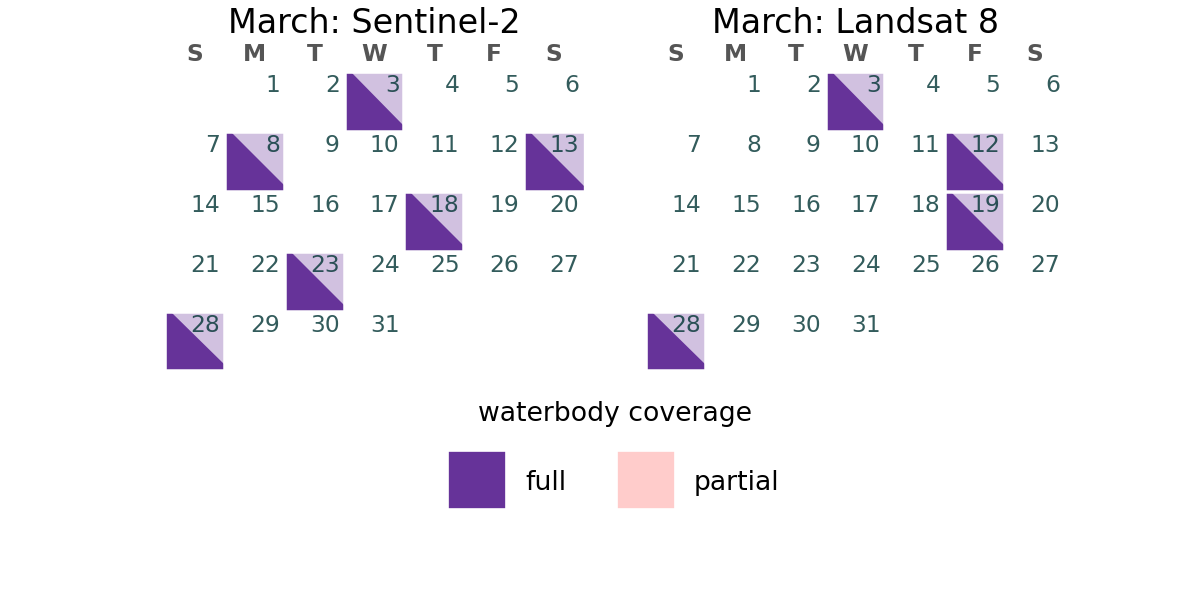 March: Sentinel-2
S M T W T F S
1 2 3 4 5 6
7 8 9 10 11 12 13
14 15 16 17 18 19 20
21 22 23 24 25 26 27
28 29 30 31
March: Landsat 8
S M T W T F S
1 2 3 4 5 6
7 8 9 10 11 12 13
14 15 16 17 18 19 20
21 22 23 24 25 26 27
28 29 30 31
waterbody coverage
full partial